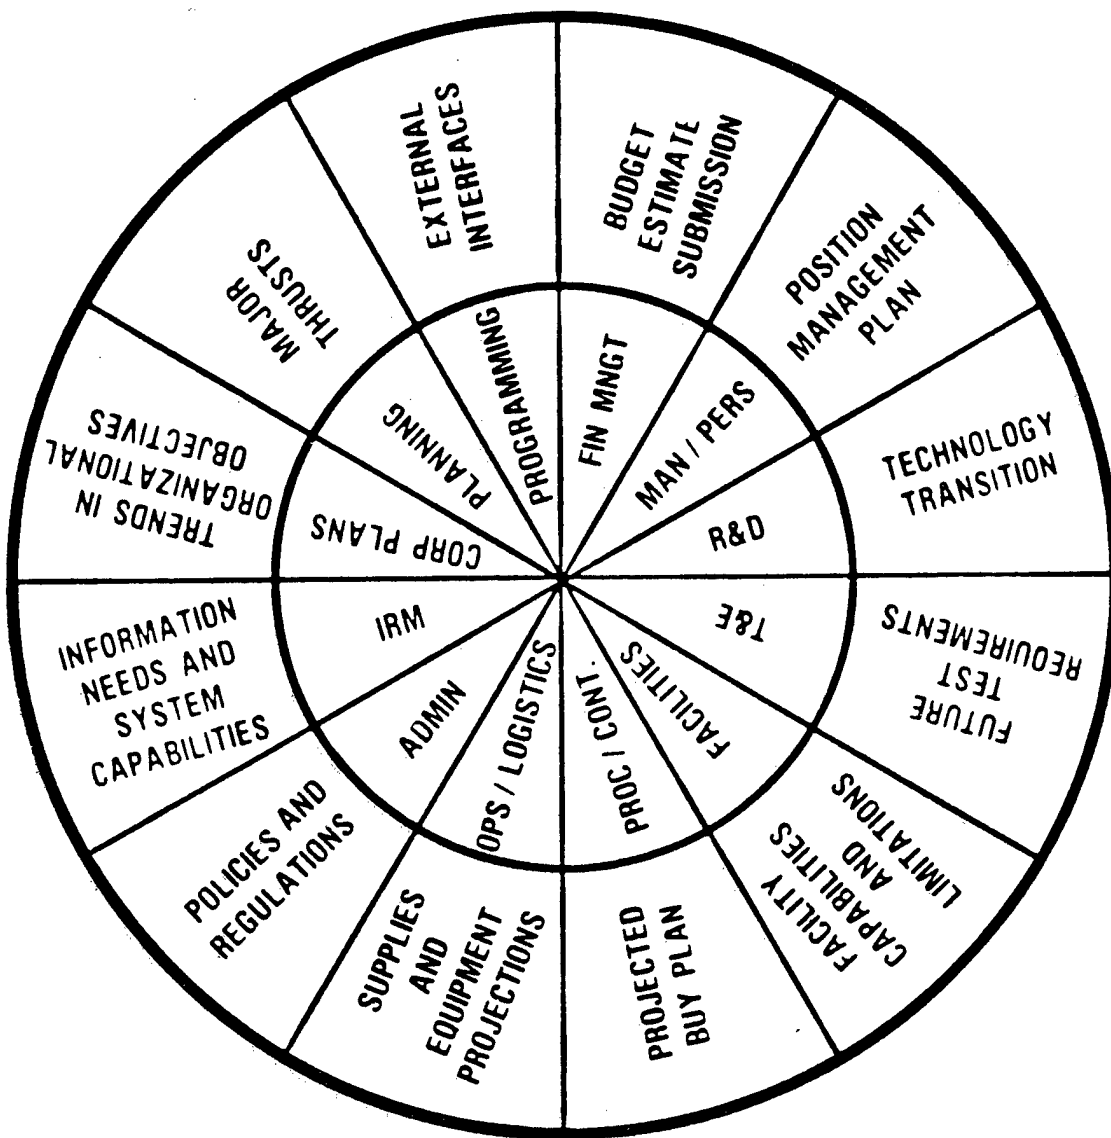 EXTERNAL
INTERFACES
BUDGET
ESTIMATE
SUBMISSION
POSITION
MANAGEMENT
PLAN
TECHNOLOGY
TRANSITION
FUTURE
TEST
REQUIREMENTS
FACILITY
CAPABILITIES
AND
LIMITATIONS
PROJECTED
BUY PLAN
SUPPLIES
AND
EQUIPMENT
PROJECTIONS
POLICIES AND
REGULATIONS
INFORMATION
NEEDS AND
SYSTEM
CAPABILITIES
TRENDS IN
ORGANIZATIONAL
OBJECTIVES
MAJOR
THRUSTS
PROGRAMMING
FIN MNGT
MAN / PERS
R&D
T&E
FACILITIES
PROC / CONT.
OPS / LOGISTICS
ADMIN
IRM
CORP PLANS
PLANNING